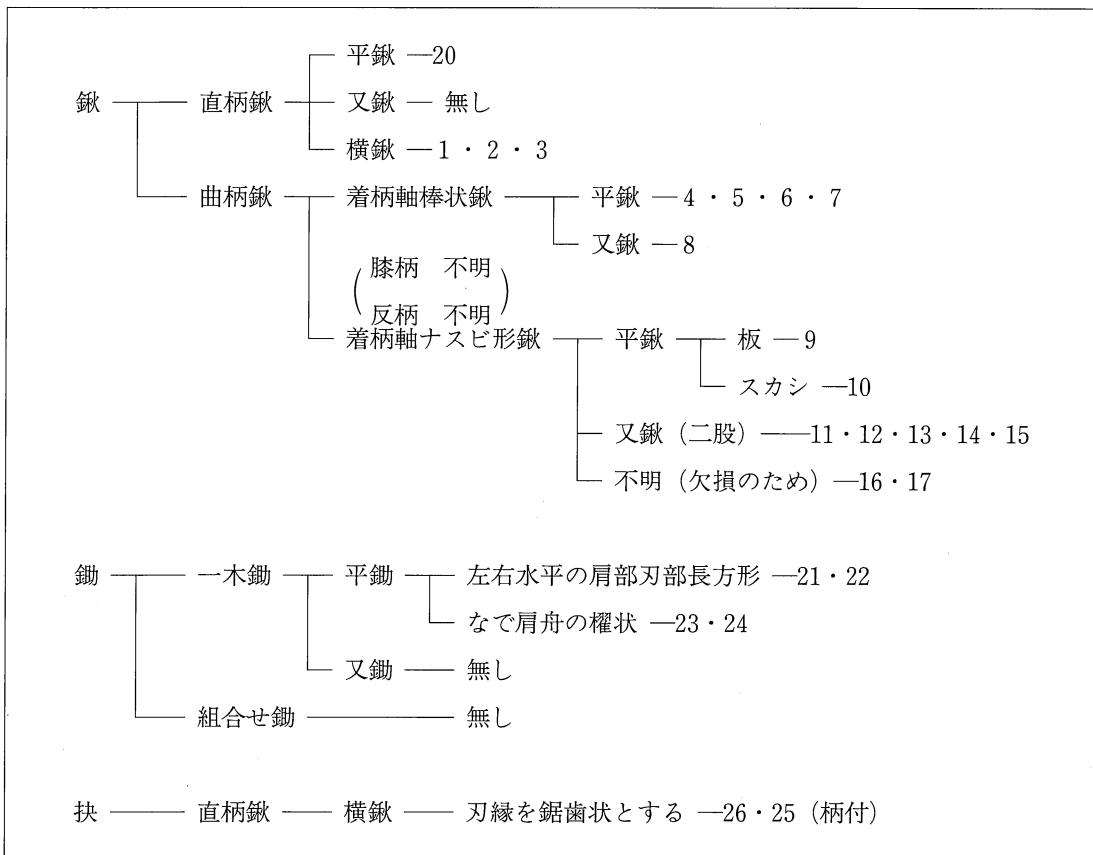 平鍬 ―20
鍬 直柄鍬 又鍬 ― 無し
横鍬 ―1・2・3
曲柄鍬 着柄軸棒状鍬 平鍬 ―4・5・6・7
又鍬 ―8
(膝柄 不明
反柄 不明)
着柄軸ナスビ形鍬 平鍬 板 ―9
スカシ ―10
又鍬(二股) ―11・12・13・14・15
不明(欠損のため)―16・17
鋤 一木鋤 平鋤 左右水平の肩部刃部長方形 ―21・22
なで肩舟の櫂状 ―23・24
又鋤 無し
組合せ鋤 無し
抉 直柄鍬 横鍬 刃縁を鋸歯状とする ―26・25(柄付)